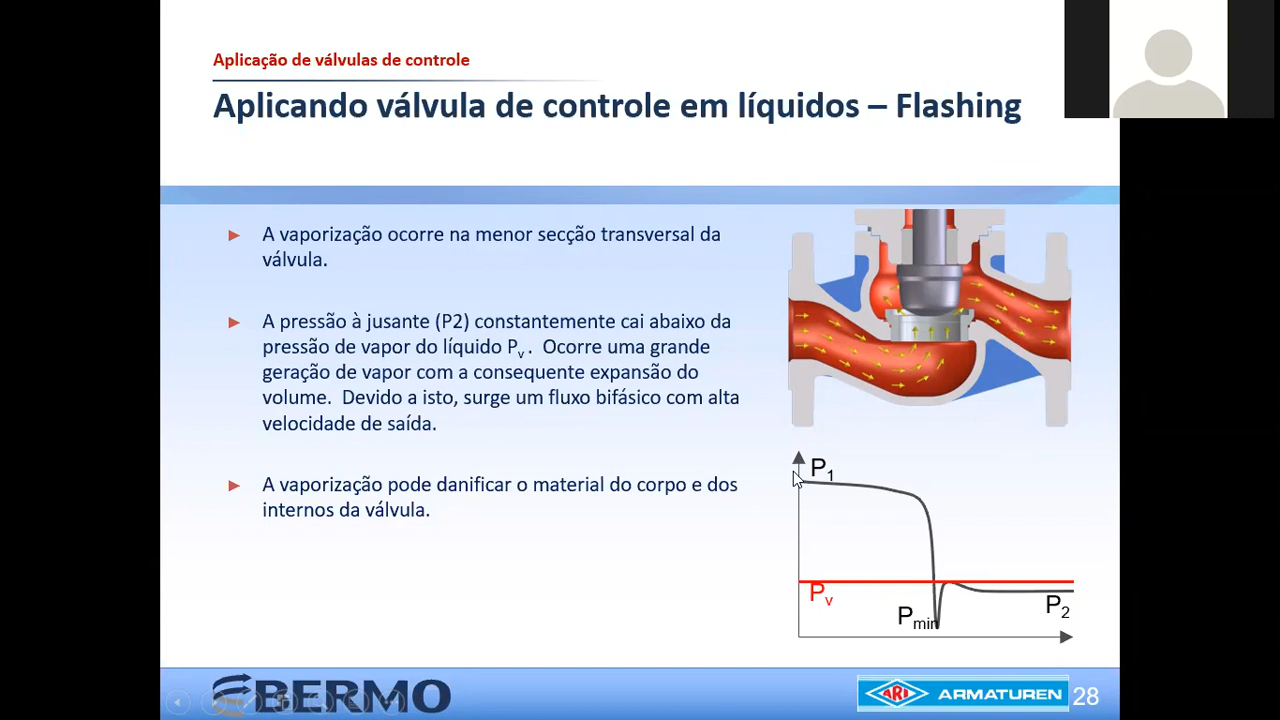 Aplicação de válvulas de controle
Aplicando válvula de controle em líquidos – Flashing
► A vaporização ocorre na menor secção transversal da
válvula.
► A pressão à jusante (P2) constantemente cai abaixo da
pressão de vapor do líquido Pv . Ocorre uma grande
geração de vapor com a consequente expansão do
volume. Devido a isto, surge um fluxo bifásico com alta
velocidade de saída.
► A vaporização pode danificar o material do corpo e dos
internos da válvula.
P1
Pv
Pmin
P2
BERMO
ARI ARMATUREN
28